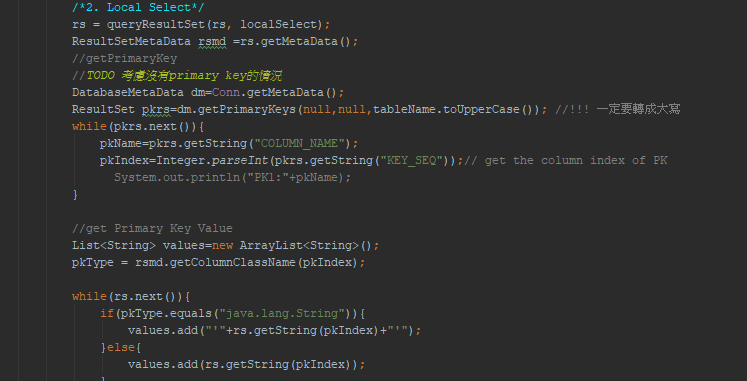 /*2. Local Select*/
rs = queryResultSet(rs, localSelect);
ResultSetMetaData rsmd =rs.getMetaData();
//getPrimaryKey
//TODO 考慮沒有primary key的情況
DatabaseMetaData dm=Conn.getMetaData();
ResultSet pkrs=dm.getPrimaryKeys(null,null,tableName.toUpperCase()); //!!! 一定要轉成大寫
while(pkrs.next()){
pkName=pkrs.getString("COLUMN_NAME");
pkIndex=Integer.parseInt(pkrs.getString("KEY_SEQ"));// get the column index of PK
System.out.println("PK1:"+pkName);
}
//get Primary Key Value
List<String> values=new ArrayList<String>();
pkType = rsmd.getColumnClassName(pkIndex);
while(rs.next()){
if(pkType.equals("java.lang.String")){
values.add("'"+rs.getString(pkIndex)+"'");
}else{
values.add(rs.getString(pkIndex));
}